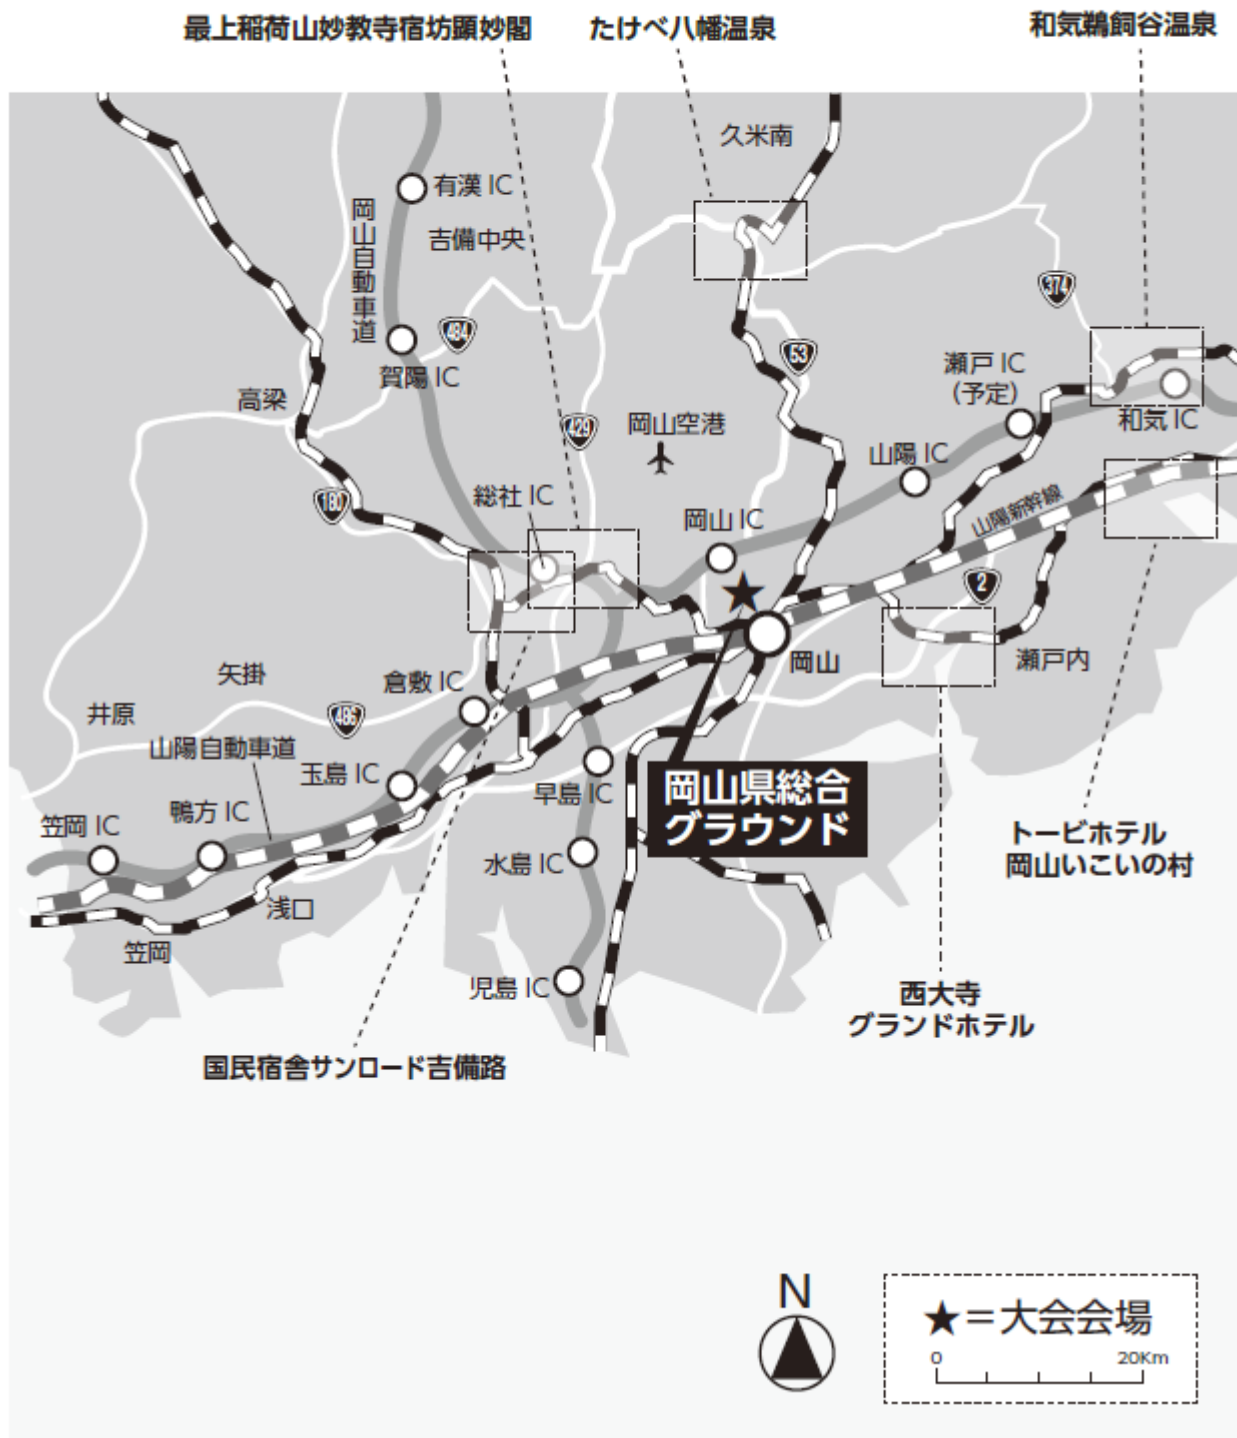 最上稲荷山妙教寺宿坊顕妙閣
たけべ八幡温泉
和気鵜飼谷温泉
久米南
有漢 IC
岡山自動車道
吉備中央
374
484
53
賀陽 IC
瀬戸 IC
(予定)
高梁
和気 IC
429
岡山空港
山陽 IC
180
総社 IC
岡山 IC
山陽新幹線
2
岡山
瀬戸内
矢掛
倉敷 IC
井原
486
山陽自動車道
玉島 IC
早島 IC
岡山県総合
グラウンド
笠岡 IC
鴨方 IC
トービホテル
岡山いこいの村
水島 IC
浅口
笠岡
児島 IC
西大寺
グランドホテル
国民宿舎サンロード吉備路
N
★＝大会会場
0 20Km